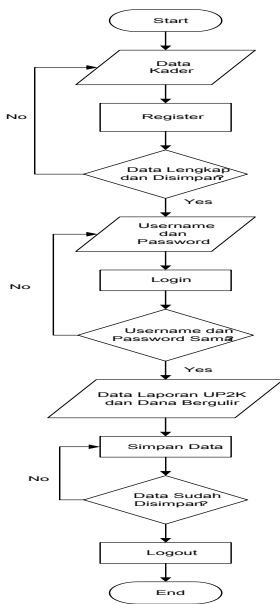 Start
Data
Kader
No
Register
Data Lengkap
dan Disimpan?
Yes
Username
dan
Password
No
Login
Username dan
Password Sama?
Yes
Data Laporan UP2K
dan Dana Bergulir
Simpan Data
No
Data Sudah
Disimpan?
Logout
End